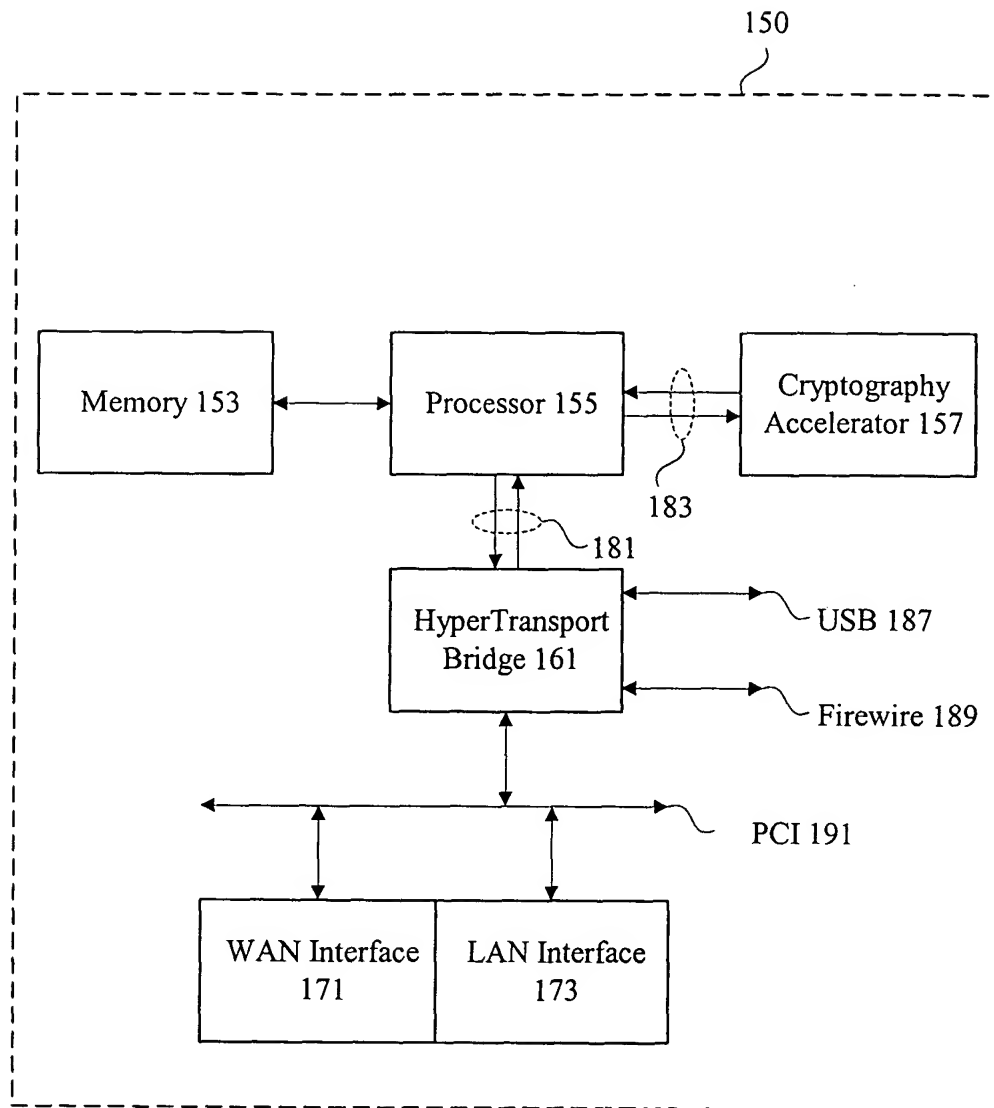 150
Memory 153
Processor 155
Cryptography
Accelerator 157
183
181
HyperTransport
Bridge 161
USB 187
Firewire 189
PCI 191
WAN Interface
171
LAN Interface
173